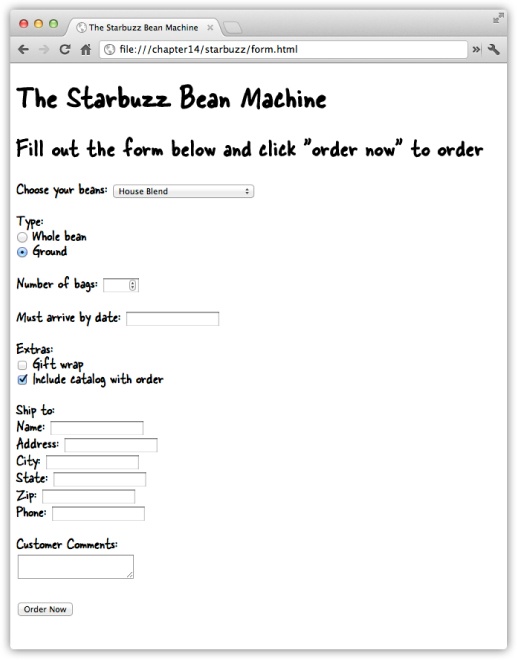 The Starbuzz Bean Machine
file:///chapter14/starbuzz/form.html
The Starbuzz Bean Machine
Fill out the form below and click "order now" to order
Choose your beans: House Blend
Type:
Whole bean
Ground
Number of bags:
Must arrive by date:
Extras:
Gift wrap
Include catalog with order
Ship to:
Name:
Address:
City:
State:
Zip:
Phone:
Customer Comments:
Order Now